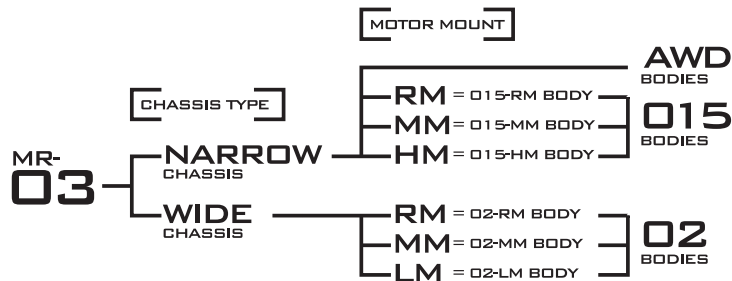 [MOTOR MOUNT]
AWD
BODIES
[CHASSIS TYPE]
RM = 015-RM BODY
MM = 015-MM BODY
015
BODIES
HM = 015-HM BODY
MR-
03
NARROW
CHASSIS
WIDE
CHASSIS
RM = 02-RM BODY
MM = 02-MM BODY
02
BODIES
LM = 02-LM BODY